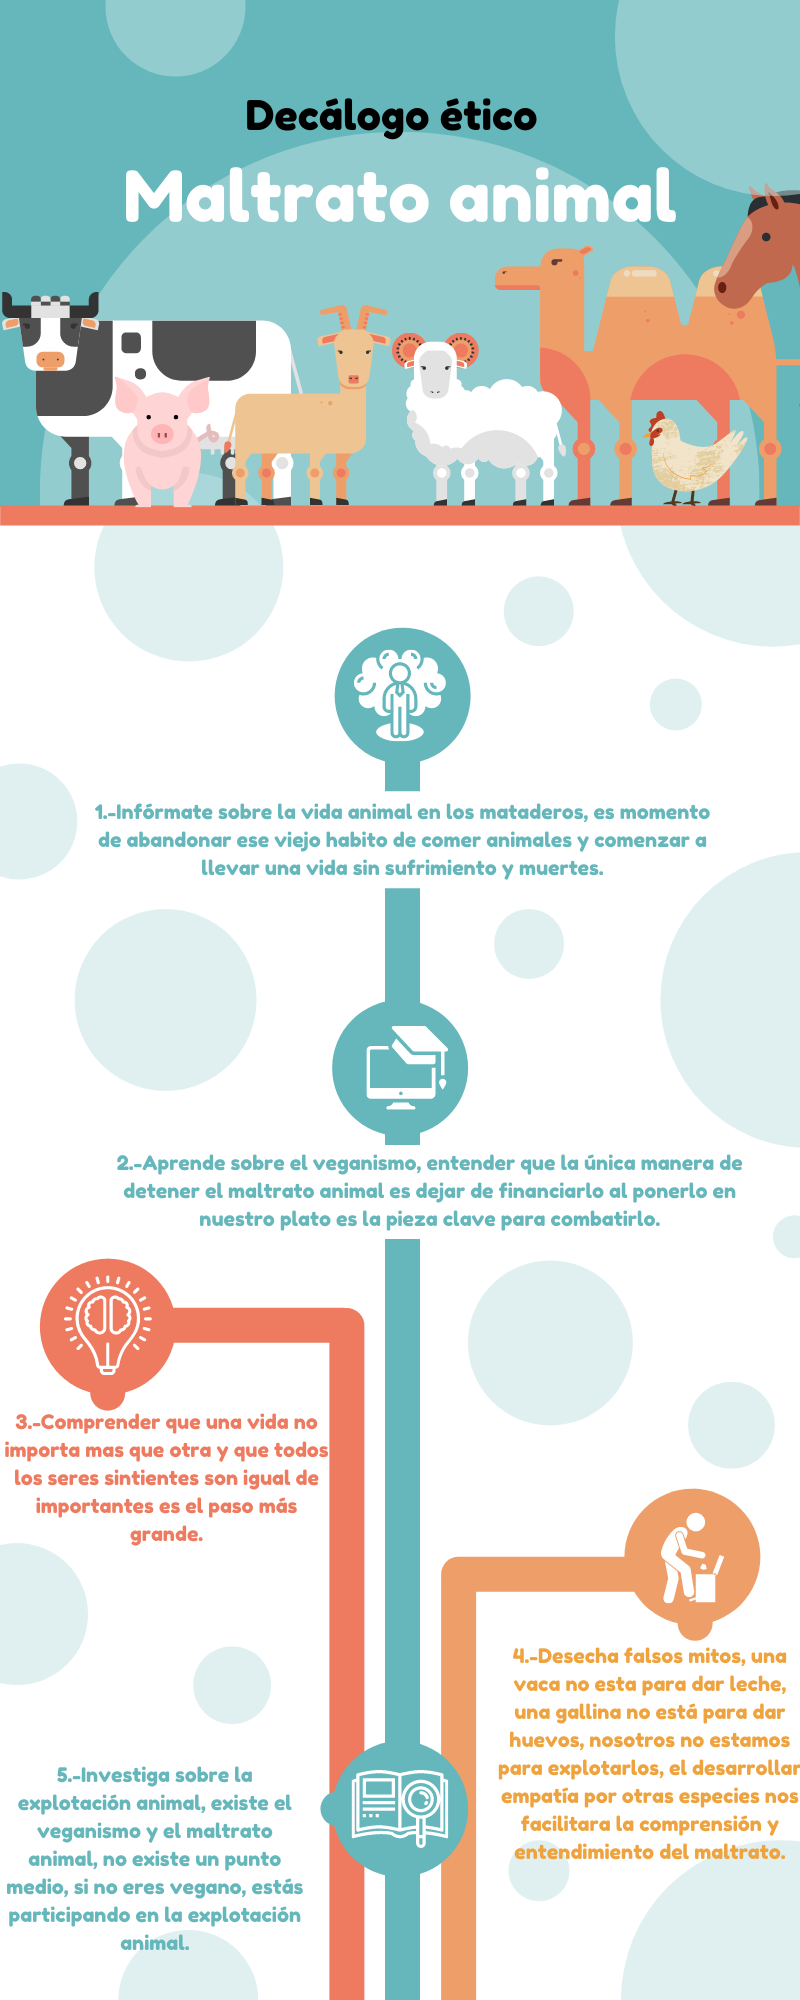 Decálogo ético
Maltrato animal
1.-Infórmate sobre la vida animal en los mataderos, es momento
de abandonar ese viejo habito de comer animales y comenzar a
llevar una vida sin sufrimiento y muertes.
2.-Aprende sobre el veganismo, entender que la única manera de
detener el maltrato animal es dejar de financiarlo al ponerlo en
nuestro plato es la pieza clave para combatirlo.
3.-Comprender que una vida no
importa mas que otra y que todos
los seres sintientes son igual de
importantes es el paso más
grande.
4.-Desecha falsos mitos, una
vaca no esta para dar leche,
una gallina no está para dar
huevos, nosotros no estamos
para explotarlos, el desarrollar
empatía por otras especies nos
facilitara la comprensión y
entendimiento del maltrato.
5.-Investiga sobre la
explotación animal, existe el
veganismo y el maltrato
animal, no existe un punto
medio, si no eres vegano, estás
participando en la explotación
animal.